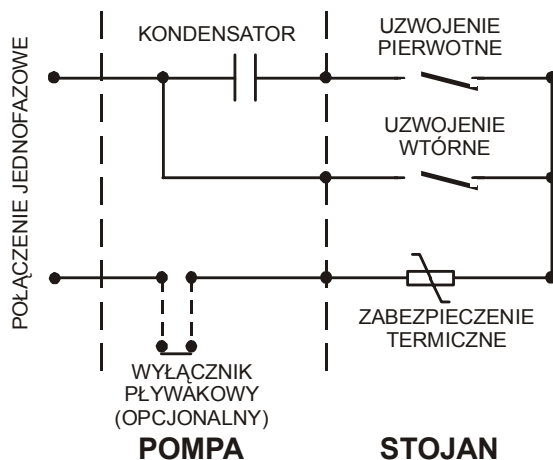 KONDENSATOR
UZWOJENIE
PIERWOTNE
UZWOJENIE
WTÓRNE
POŁĄCZENIE JEDNOFAZOWE
ZABEZPIECZENIE
TERMICZNE
WYŁĄCZNIK
PŁYWAKOWY
(OPCJONALNY)
POMPA
STOJAN